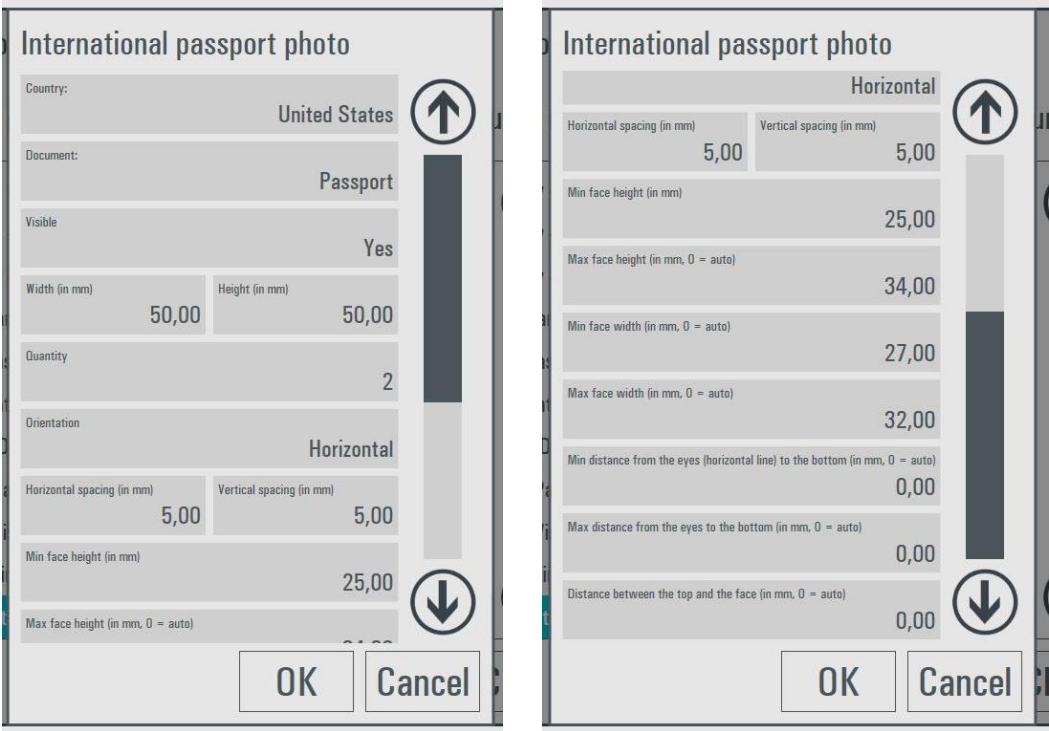 International passport photo
Country:
United States
Document:
Passport
Visible
Yes
Width (in mm) Height (in mm)
50,00 50,00
Quantity
2
Orientation
Horizontal
Horizontal spacing (in mm) Vertical spacing (in mm)
5,00 5,00
Min face height (in mm)
25,00
Max face height (in mm, 0 = auto)
OK Cancel
International passport photo
Horizontal
Horizontal spacing (in mm) Vertical spacing (in mm)
5,00 5,00
Min face height (in mm)
25,00
Max face height (in mm, 0 = auto)
34,00
Min face width (in mm, 0 = auto)
27,00
Max face width (in mm, 0 = auto)
32,00
Min distance from the eyes (horizontal line) to the bottom (in mm, 0 = auto)
0,00
Max distance from the eyes to the bottom (in mm, 0 = auto)
0,00
Distance between the top and the face (in mm, 0 = auto)
0,00
OK Cancel